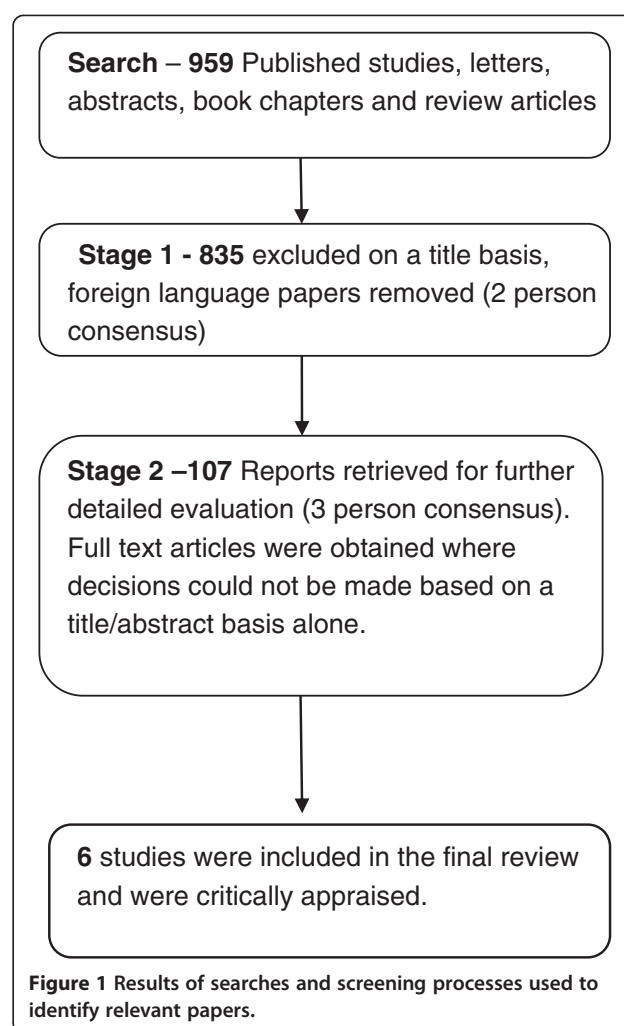 Search – 959 Published studies, letters,
abstracts, book chapters and review articles
Stage 1 - 835 excluded on a title basis,
foreign language papers removed (2 person
consensus)
Stage 2 –107 Reports retrieved for further
detailed evaluation (3 person consensus).
Full text articles were obtained where
decisions could not be made based on a
title/abstract basis alone.
6 studies were included in the final review
and were critically appraised.
Figure 1 Results of searches and screening processes used to
identify relevant papers.